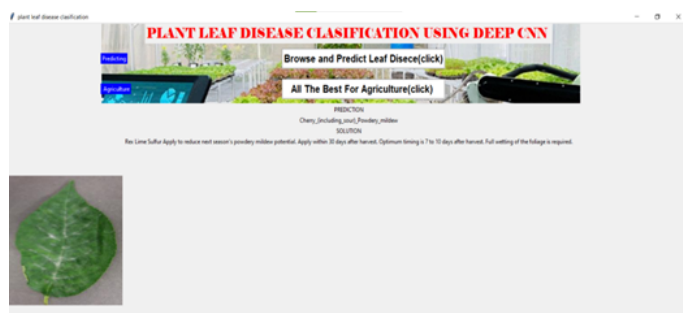 plant leaf disease clasification
PLANT LEAF DISEASE CLASIFICATION USING DEEP CNN
Predicting
Browse and Predict Leaf Disece(click)
Agriculture
All The Best For Agriculture(click)
PREDICTION
Cherry_(including_sour)_Powdery_mildew
SOLUTION
Rex Lime Sulfur Apply to reduce next season's powdery mildew potential. Apply within 30 days after harvest. Optimum timing is 7 to 10 days after harvest. Full wetting of the foliage is required.